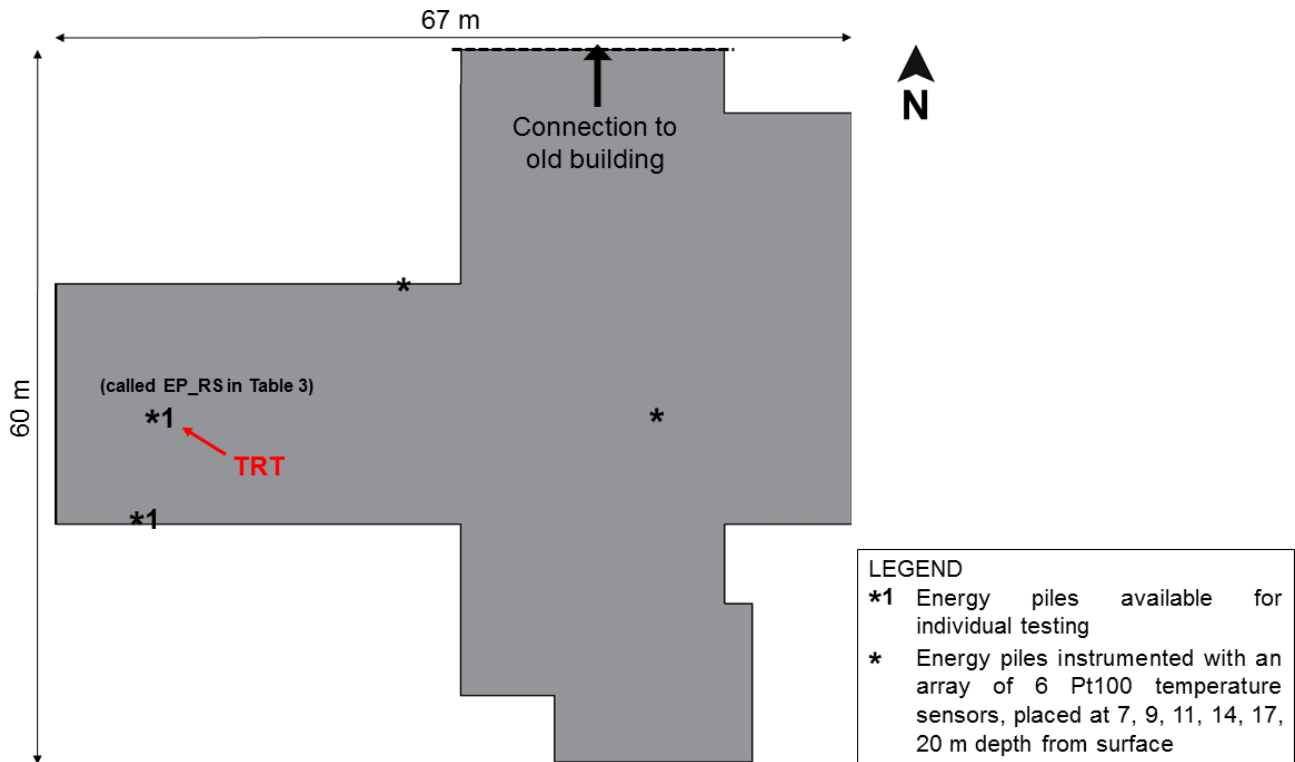 67 m
60 m
N
Connection to
old building
*
(called EP_RS in Table 3)
*1
*
TRT
*1
LEGEND
*1 Energy piles available for
individual testing
* Energy piles instrumented with an
array of 6 Pt100 temperature
sensors, placed at 7, 9, 11, 14, 17,
20 m depth from surface